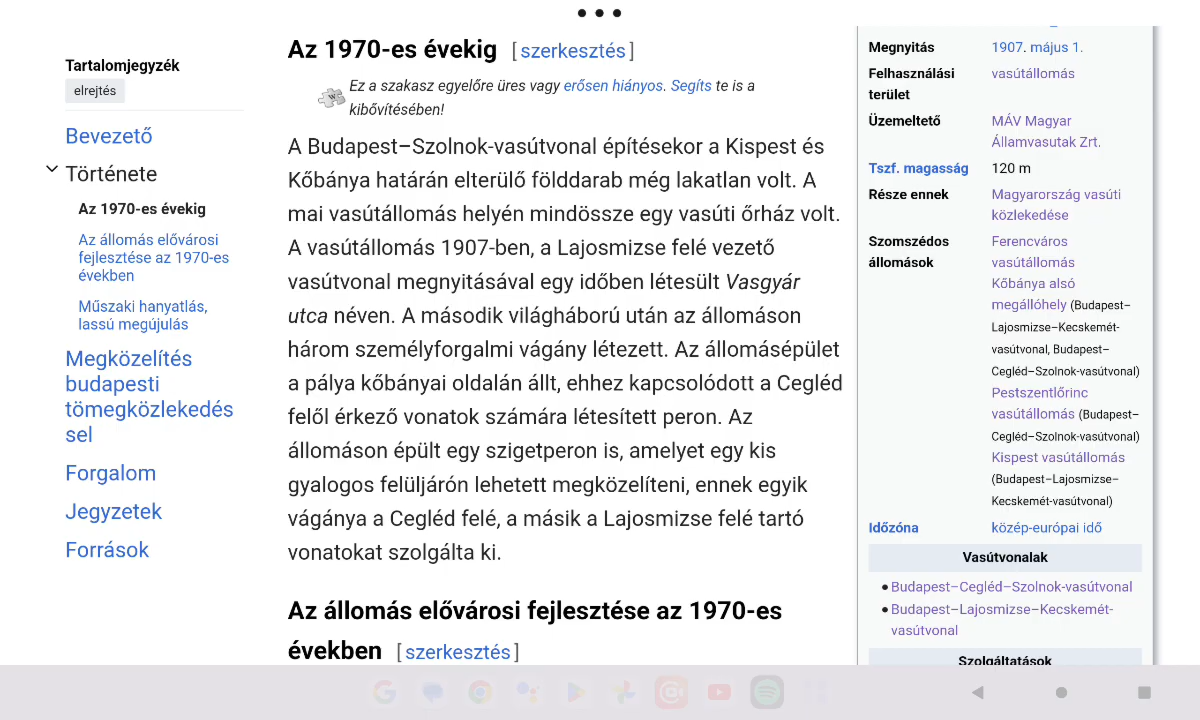 Tartalomjegyzék
elrejtés
Bevezető
Története
Az 1970-es évekig
Az állomás elővárosi
fejlesztése az 1970-es
években
Műszaki hanyatlás,
lassú megújulás
Megközelítés
budapesti
tömegközlekedés
sel
Forgalom
Jegyzetek
Források
Az 1970-es évekig [szerkesztés]
Ez a szakasz egyelőre üres vagy erősen hiányos. Segíts te is a
kibővítésében!
A Budapest–Szolnok-vasútvonal építésekor a Kispest és
Kőbánya határán elterülő földdarab még lakatlan volt. A
mai vasútállomás helyén mindössze egy vasúti őrház volt.
A vasútállomás 1907-ben, a Lajosmizse felé vezető
vasútvonal megnyitásával egy időben létesült Vasgyár
utca néven. A második világháború után az állomáson
három személyforgalmi vágány létezett. Az állomásépület
a pálya kőbányai oldalán állt, ehhez kapcsolódott a Cegléd
felől érkező vonatok számára létesített peron. Az
állomáson épült egy szigetperon is, amelyet egy kis
gyalogos felüljárón lehetett megközelíteni, ennek egyik
vágánya a Cegléd felé, a másik a Lajosmizse felé tartó
vonatokat szolgálta ki.
Az állomás elővárosi fejlesztése az 1970-es
években [szerkesztés]
Megnyitás 1907. május 1.
Felhasználási vasútállomás
terület
Üzemeltető MÁV Magyar
Államvasutak Zrt.
Tszf. magasság 120 m
Része ennek Magyarország vasúti
közlekedése
Szomszédos Ferencváros
állomások vasútállomás
Kőbánya alsó
megállóhely (Budapest–
Lajosmizse–Kecskemét-
vasútvonal, Budapest–
Cegléd–Szolnok-vasútvonal)
Pestszentlőrinc
vasútállomás (Budapest–
Cegléd–Szolnok-vasútvonal)
Kispest vasútállomás
(Budapest–Lajosmizse–
Kecskemét-vasútvonal)
Időzóna közép-európai idő
Vasútvonalak
Budapest–Cegléd–Szolnok-vasútvonal
Budapest–Lajosmizse–Kecskemét-
vasútvonal
Szolgáltatások